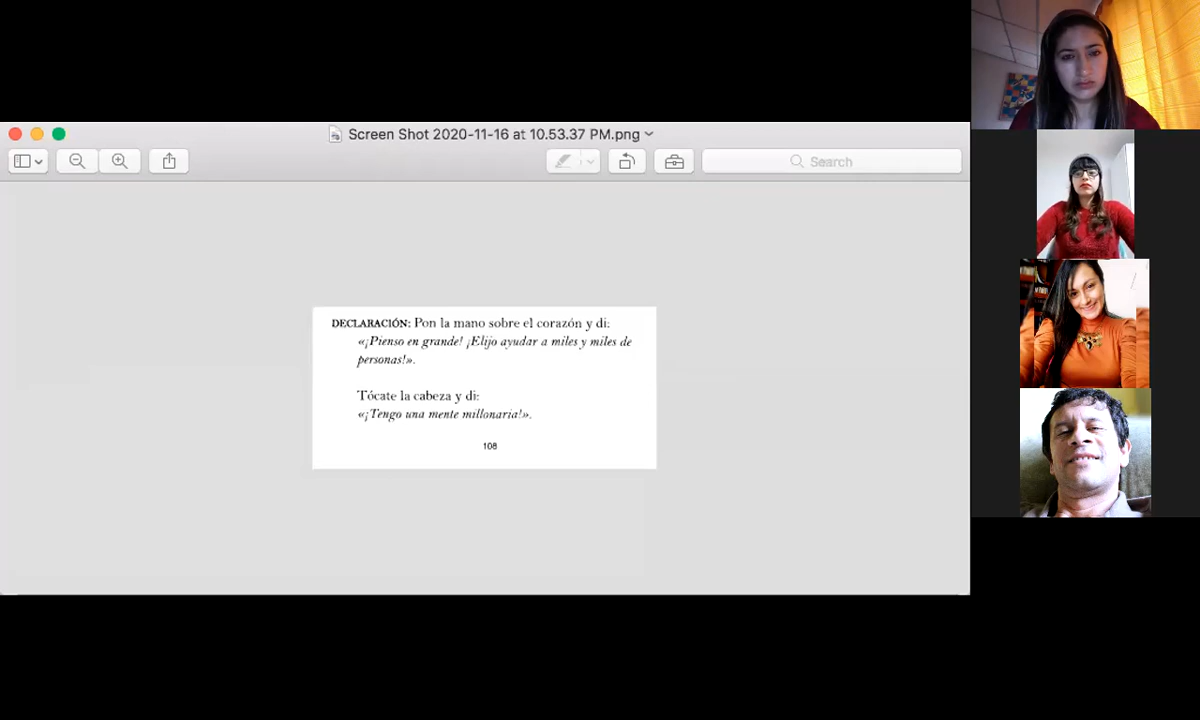 Screen Shot 2020-11-16 at 10.53.37 PM.png
Search
DECLARACIÓN: Pon la mano sobre el corazón y di:
«¡Pienso en grande! ¡Elijo ayudar a miles y miles de
personas!».
Tócate la cabeza y di:
«¡Tengo una mente millonaria!».
108